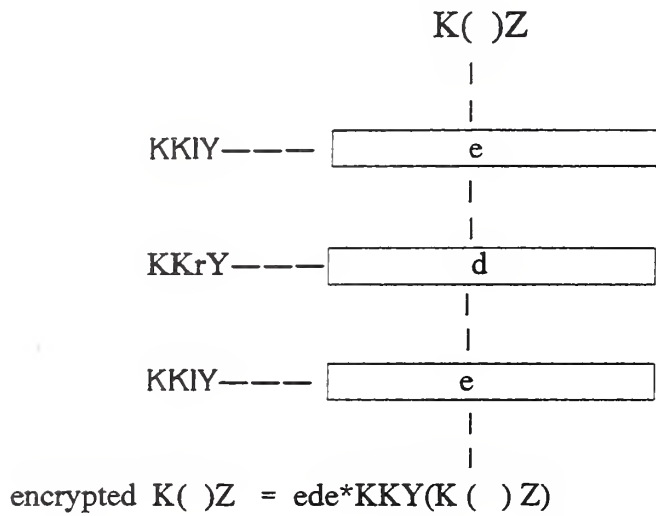 K( )Z
KKlY
e
KKrY
d
KKlY
e
encrypted K( )Z = ede*KKY(K ( ) Z)